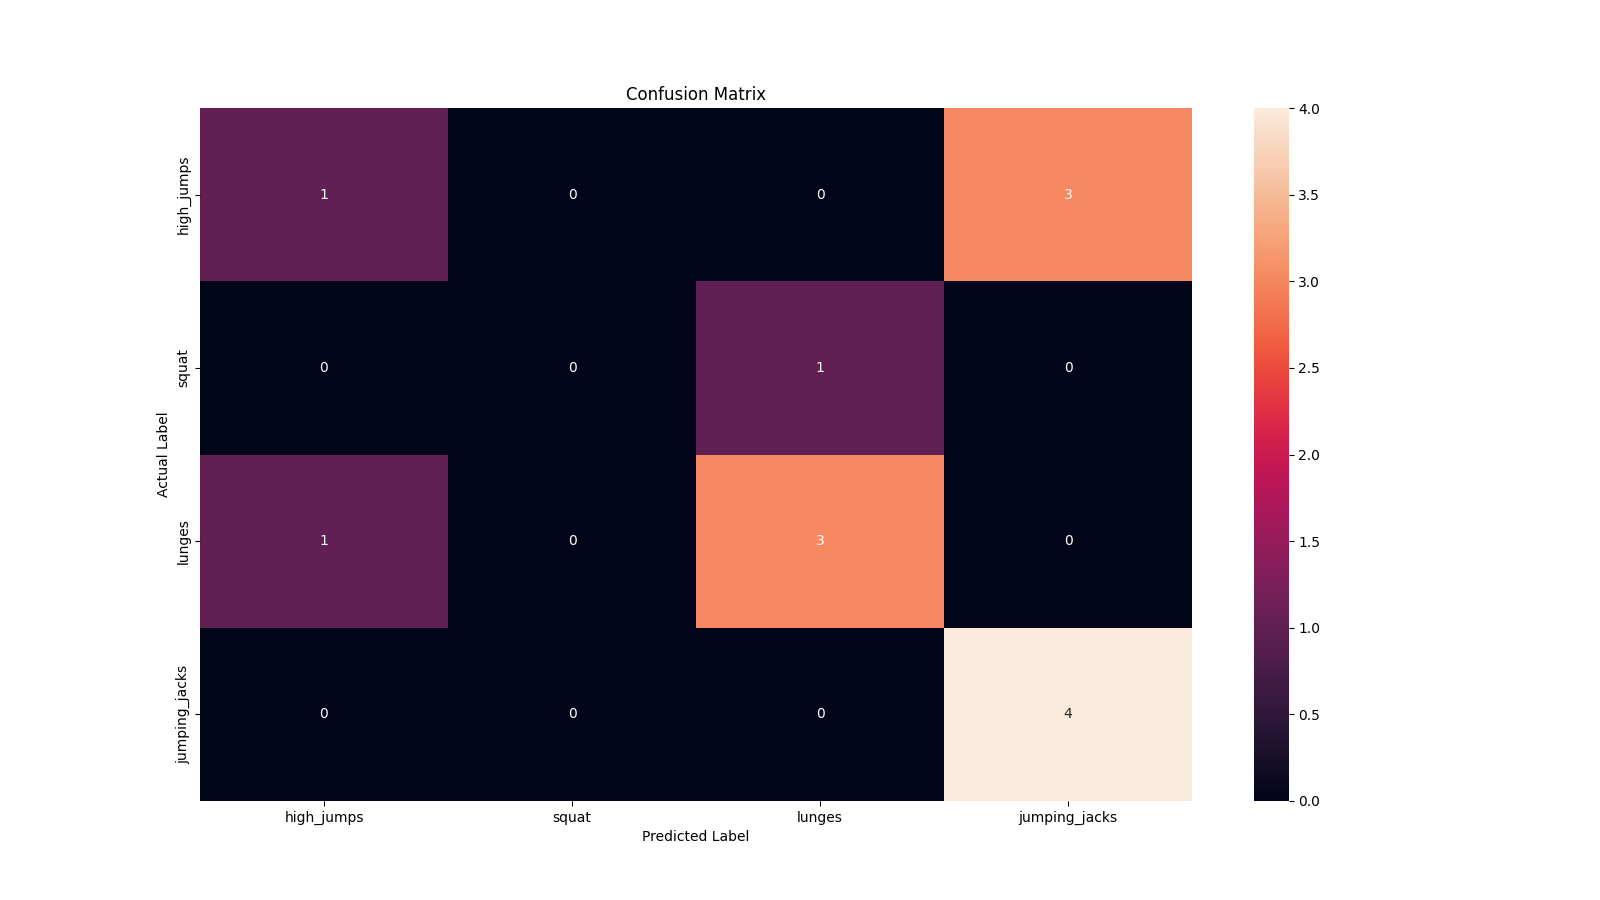 Confusion Matrix
4.0
3.5
3.0
2.5
2.0
1.5
1.0
0.5
0.0
Actual Label
high_jumps
squat
lunges
jumping_jacks
1 0 0 3
0 0 1 0
1 0 3 0
0 0 0 4
high_jumps squat lunges jumping_jacks
Predicted Label